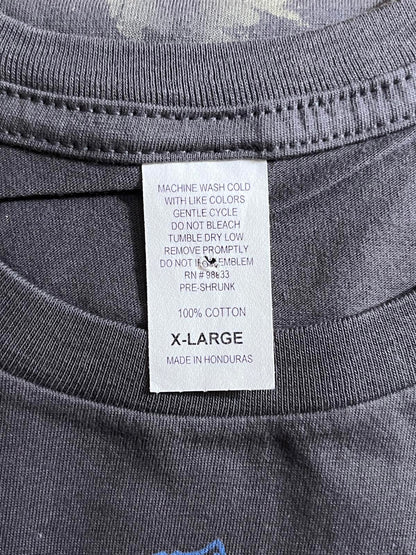 MACHINE WASH COLD
WITH LIKE COLORS
GENTLE CYCLE
DO NOT BLEACH
TUMBLE DRY LOW
REMOVE PROMPTLY
DO NOT EMBLEM
RN #
PRE-SHRUNK
100% COTTON
X-LARGE
MADE IN HONDURAS